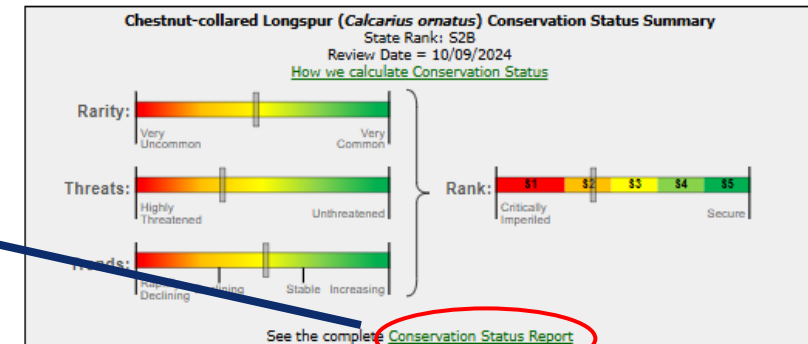 Chestnut-collared Longspur (Calcarius ornatus) Conservation Status Summary
State Rank: S2B
Review Date = 10/09/2024
How we calculate Conservation Status
Rarity:
Very Uncommon
Very Common
Threats:
Highly Threatened
Unthreatened
Rank:
S1 S2 S3 S4 S5
Critically Imperiled
Secure
Declining
Stable Increasing
See the complete Conservation Status Report